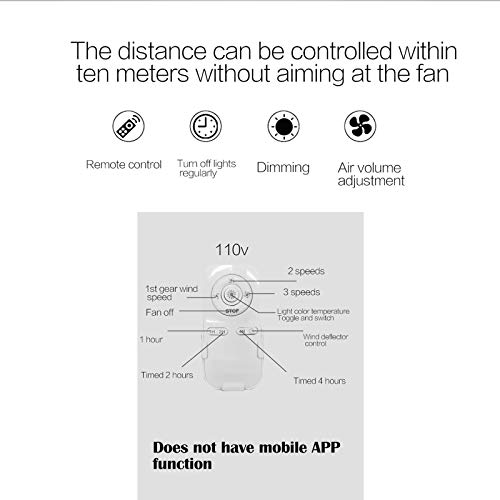 The distance can be controlled within
ten meters without aiming at the fan
Remote control
Turn off lights
regularly
Dimming
Air volume
adjustment
110v
2 speeds
1st gear wind
speed
3 speeds
Fan off
STOP
Light color temperature
Toggle and switch
1 hour
Wind deflector
control
Timed 2 hours
Timed 4 hours
Does not have mobile APP
function